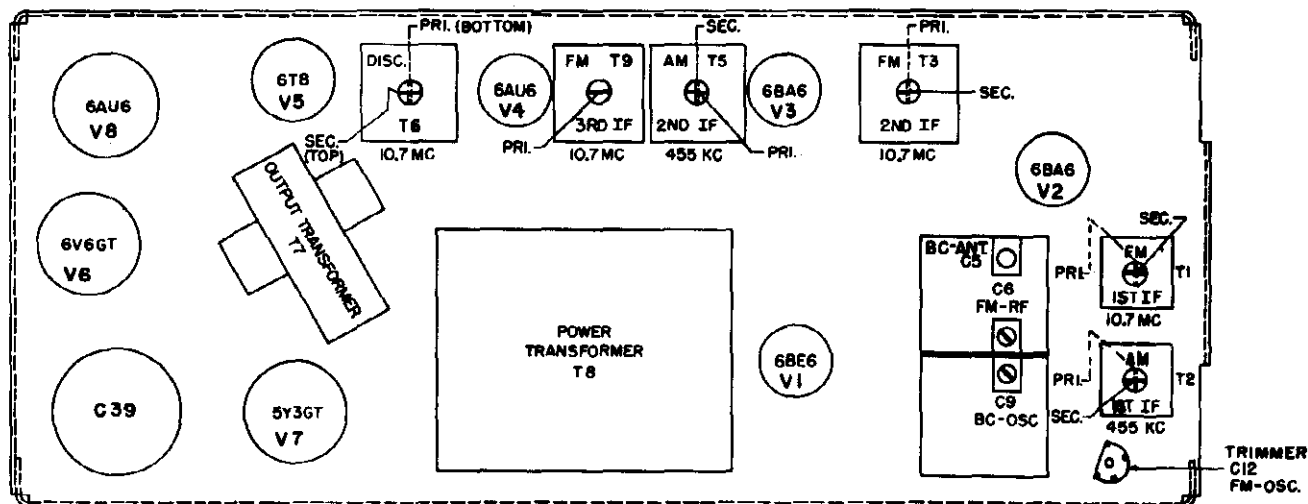 PRI. (BOTTOM)
SEC.
PRI.
6AU6
V8
6T8
V5
DISC.
T6
10.7 MC
SEC.
(TOP)
6AU6
V4
FM T9
3RD IF
10.7 MC
PRI.
AM T5
2ND IF
455 KC
PRI.
6BA6
V3
FM T3
2ND IF
10.7 MC
SEC.
6BA6
V2
OUTPUT TRANSFORMER
T7
6V6GT
V6
POWER
TRANSFORMER
T8
BC-ANT.
C5
C6
FM-RF
C9
BC-OSC
SEC.
PRI.
FM
T1
1ST IF
10.7 MC
6BE6
V1
PRI.
AM
T2
SEC.
1ST IF
455 KC
C39
5Y3GT
V7
TRIMMER
C12
FM-OSC.